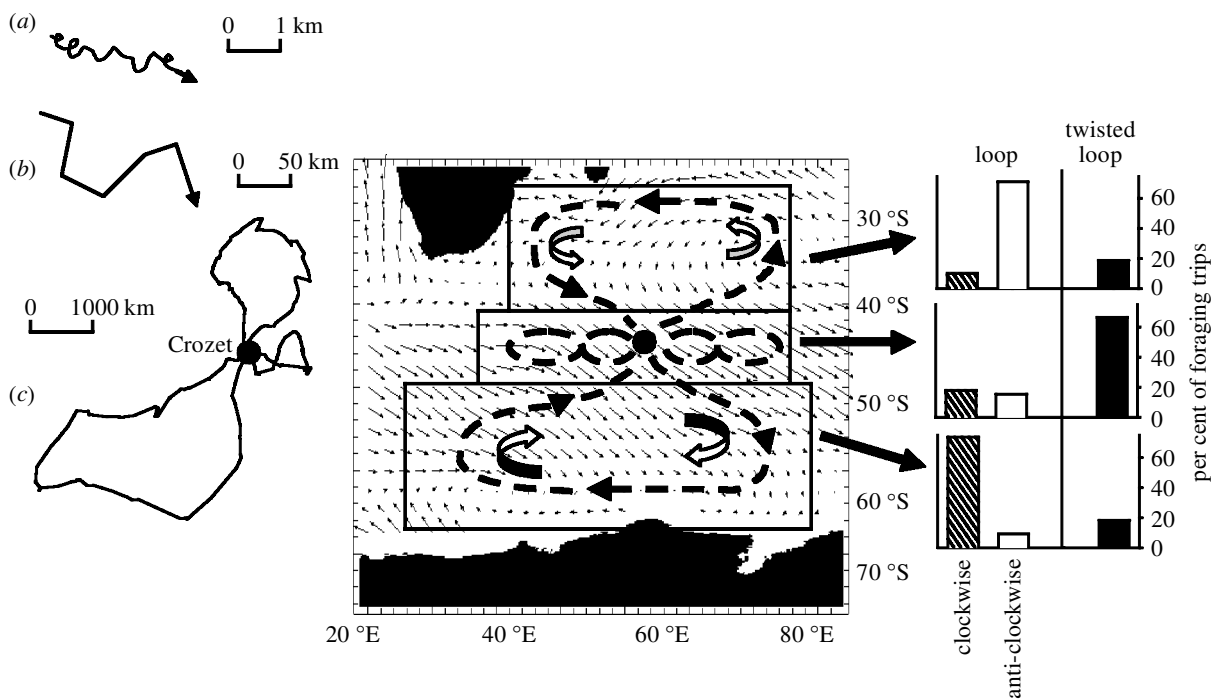 (a)
0 1 km
(b)
0 50 km
0 1000 km
Crozet
(c)
30 °S
40 °S
50 °S
60 °S
70 °S
20 °E 40 °E 60 °E 80 °E
loop
twisted
loop
60
40
20
0
60
40
20
0
60
40
20
0
per cent of foraging trips
clockwise
anti-clockwise